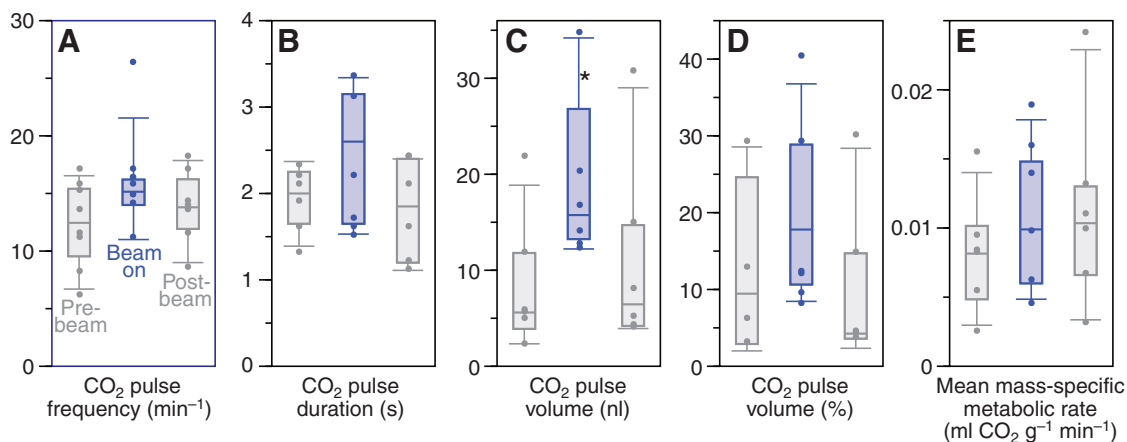 A
30
20
10
0
Pre-
beam
Beam
on
Post-
beam
CO₂ pulse
frequency (min⁻¹)
B
4
3
2
1
0
CO₂ pulse
duration (s)
C
30
20
10
0
*
CO₂ pulse
volume (nl)
D
40
30
20
10
0
CO₂ pulse
volume (%)
E
0.02
0.01
0
Mean mass-specific
metabolic rate
(ml CO₂ g⁻¹ min⁻¹)